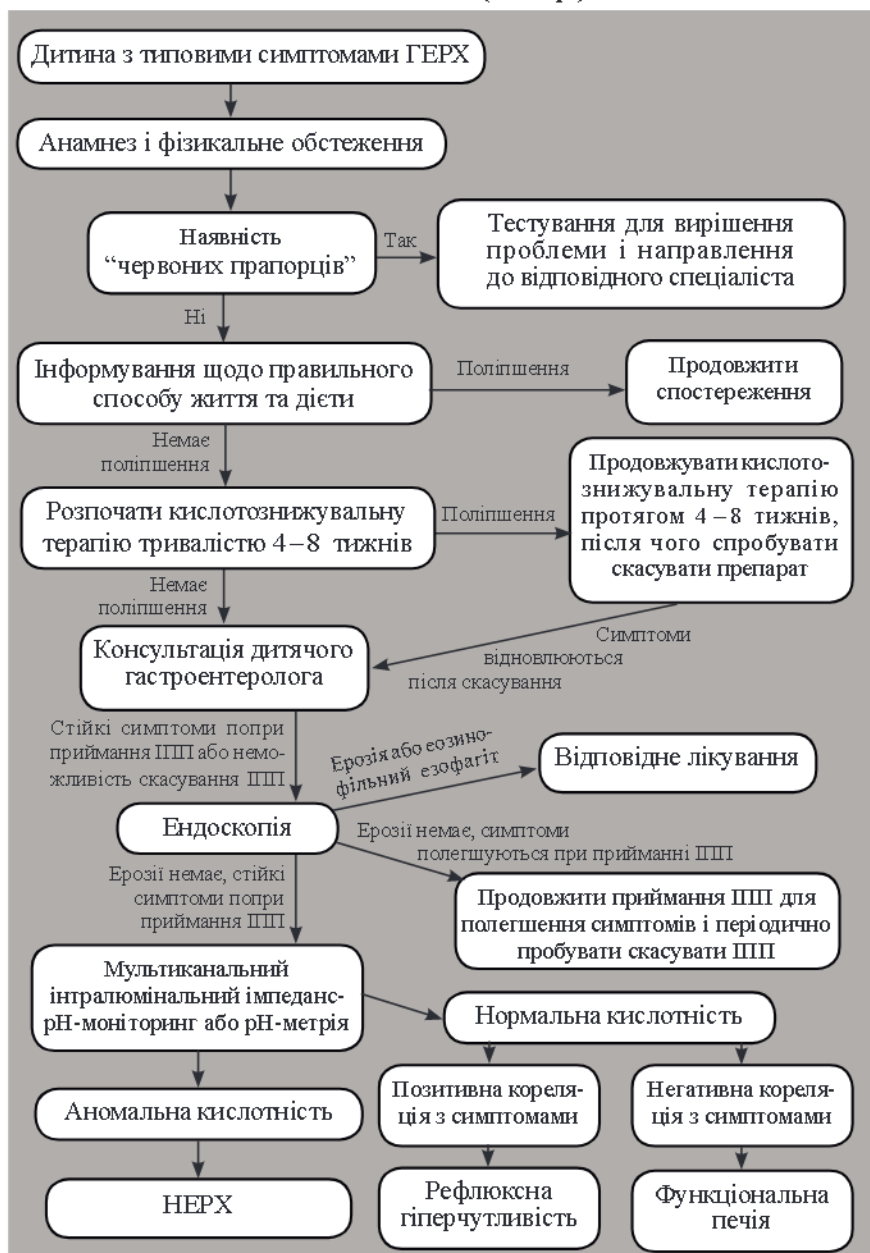 Дитина з типовими симптомами ГЕРХ
Анамнез і фізикальне обстеження
Наявність
“червоних прапорців”
Так
Тестування для вирішення
проблеми і направлення
до відповідного спеціаліста
Ні
Інформування щодо правильного
способу життя та дієти
Поліпшення
Продовжити
спостереження
Немає
поліпшення
Розпочати кислотознижувальну
терапію тривалістю 4–8 тижнів
Поліпшення
Продовжувати кислото-
знижувальну терапію
протягом 4–8 тижнів,
після чого спробувати
скасувати препарат
Немає
поліпшення
Консультація дитячого
гастроентеролога
Симптоми
відновлюються
після скасування
Стійкі симптоми попри
приймання ІПП або немо-
жливість скасування ІПП
Ерозія або еозино-
фільний езофагіт
Відповідне лікування
Ендоскопія
Ерозії немає, симптоми
полегшуються при прийманні ІПП
Ерозії немає, стійкі
симптоми попри
приймання ІПП
Продовжити приймання ІПП для
полегшення симптомів і періодично
пробувати скасувати ІПП
Мультиканальний
інтралюмінальний імпеданс-
pH-моніторинг або pH-метрія
Нормальна кислотність
Аномальна кислотність
Позитивна кореля-
ція з симптомами
Негативна кореля-
ція з симптомами
НЕРХ
Рефлюксна
гіперчутливість
Функціональна
печія